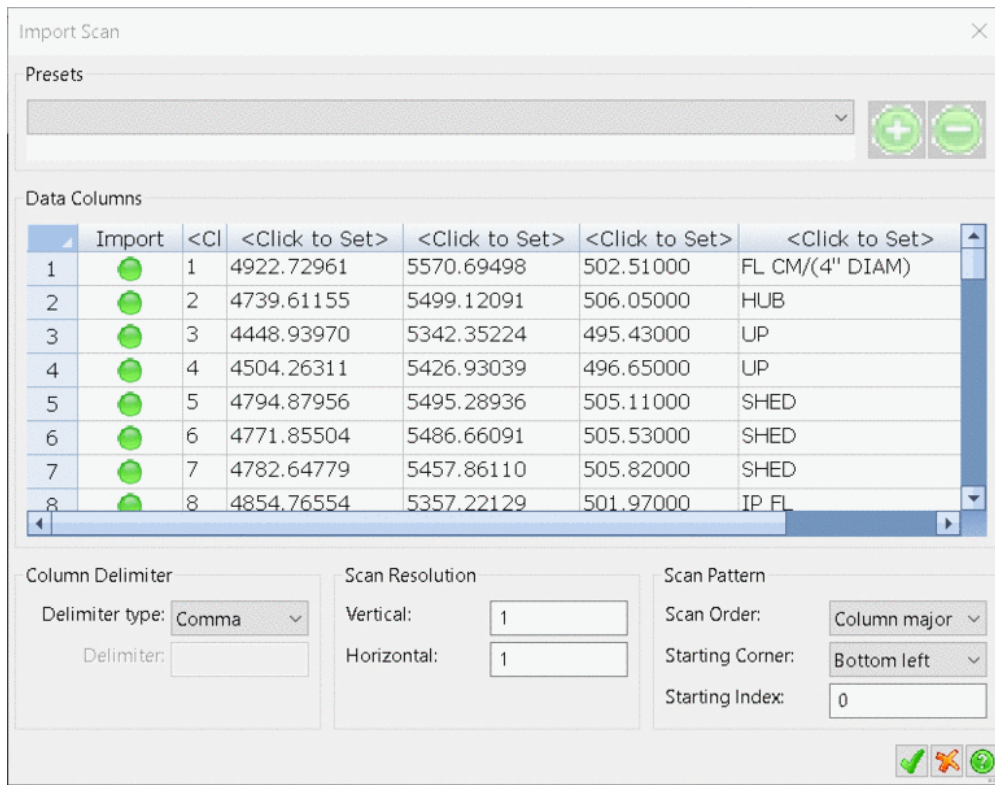 Import Scan
Presets
Data Columns
Import <Cl <Click to Set> <Click to Set> <Click to Set> <Click to Set>
1 1 4922.72961 5570.69498 502.51000 FL CM/(4" DIAM)
2 2 4739.61155 5499.12091 506.05000 HUB
3 3 4448.93970 5342.35224 495.43000 UP
4 4 4504.26311 5426.93039 496.65000 UP
5 5 4794.87956 5495.28936 505.11000 SHED
6 6 4771.85504 5486.66091 505.53000 SHED
7 7 4782.64779 5457.86110 505.82000 SHED
8 8 4854.76554 5357.22129 501.97000 IP FL
Column Delimiter Scan Resolution Scan Pattern
Delimiter type: Comma Vertical: 1 Scan Order: Column major
Delimiter: Horizontal: 1 Starting Corner: Bottom left
Starting Index: 0